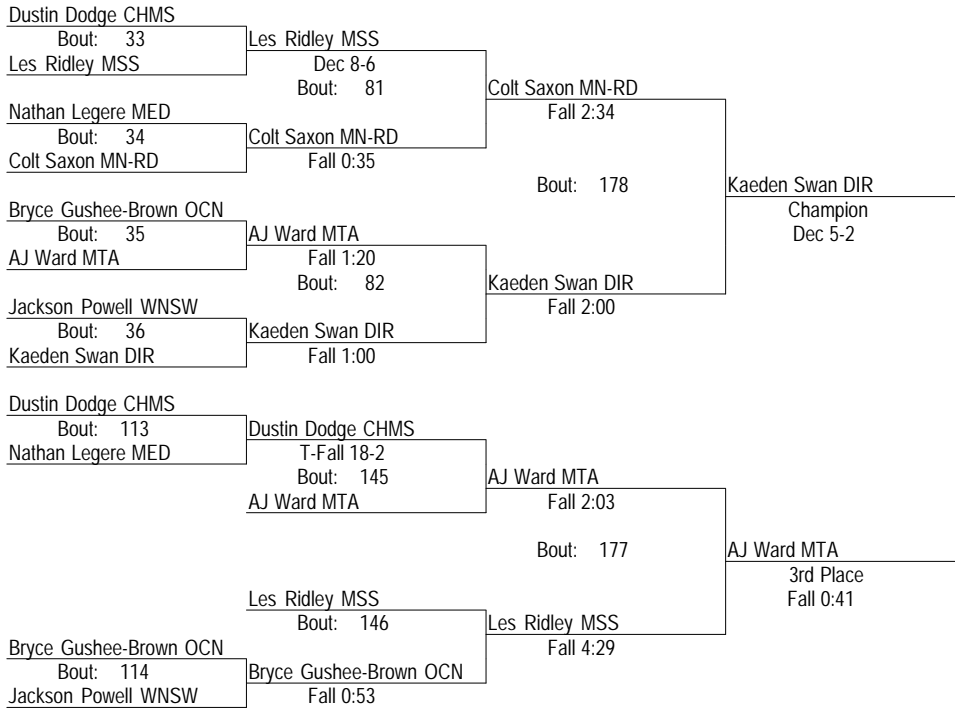 Dustin Dodge CHMS
Bout: 33
Les Ridley MSS
Les Ridley MSS
Dec 8-6
Bout: 81
Colt Saxon MN-RD
Fall 2:34
Nathan Legere MED
Bout: 34
Colt Saxon MN-RD
Colt Saxon MN-RD
Fall 0:35
Bout: 178
Kaeden Swan DIR
Champion
Dec 5-2
Bryce Gushee-Brown OCN
Bout: 35
AJ Ward MTA
AJ Ward MTA
Fall 1:20
Bout: 82
Kaeden Swan DIR
Fall 2:00
Jackson Powell WNSW
Bout: 36
Kaeden Swan DIR
Kaeden Swan DIR
Fall 1:00
Dustin Dodge CHMS
Bout: 113
Nathan Legere MED
Dustin Dodge CHMS
T-Fall 18-2
Bout: 145
AJ Ward MTA
AJ Ward MTA
Fall 2:03
Bout: 177
AJ Ward MTA
3rd Place
Fall 0:41
Les Ridley MSS
Bout: 146
Les Ridley MSS
Fall 4:29
Bryce Gushee-Brown OCN
Bout: 114
Jackson Powell WNSW
Bryce Gushee-Brown OCN
Fall 0:53